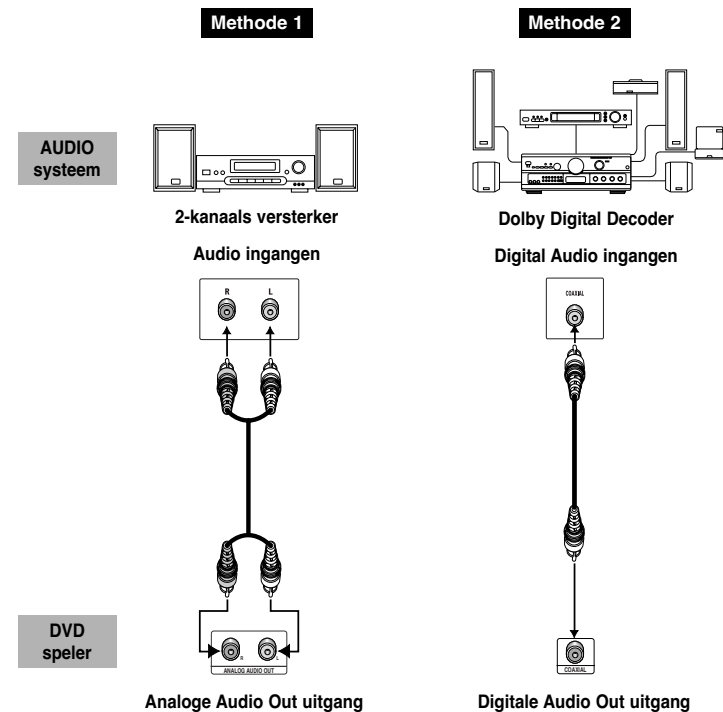 Methode 1
Methode 2
AUDIO
systeem
2-kanaals versterker
Dolby Digital Decoder
Audio ingangen
Digital Audio ingangen
R L
COAXIAL
DVD
speler
R L
ANALOG AUDIO OUT
COAXIAL
Analoge Audio Out uitgang
Digitale Audio Out uitgang